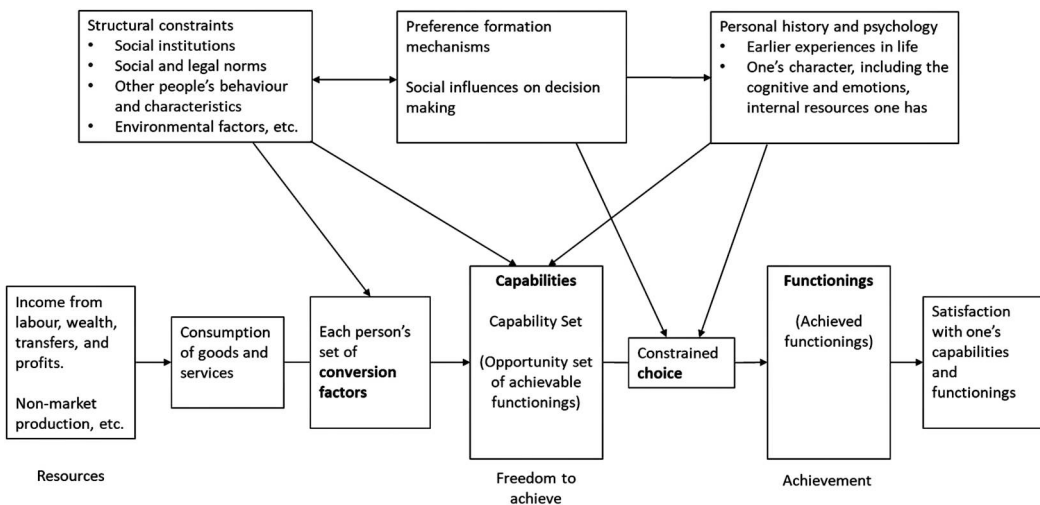 Structural constraints
• Social institutions
• Social and legal norms
• Other people’s behaviour
and characteristics
• Environmental factors, etc.
Preference formation
mechanisms
Social influences on decision
making
Personal history and psychology
• Earlier experiences in life
• One’s character, including the
cognitive and emotions,
internal resources one has
Income from
labour, wealth,
transfers, and
profits.
Non-market
production, etc.
Consumption
of goods and
services
Each person’s
set of
conversion
factors
Capabilities
Capability Set
(Opportunity set
of achievable
functionings)
Constrained
choice
Functionings
(Achieved
functionings)
Satisfaction
with one’s
capabilities
and
functionings
Resources
Freedom to
achieve
Achievement